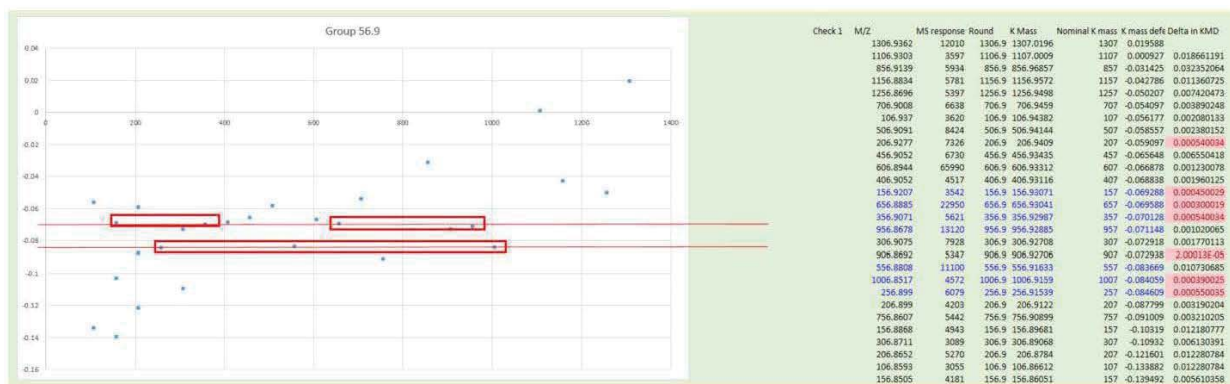 Group 56.9
0.04
0.02
0
0 200 400 600 800 1000 1200 1400
-0.02
-0.04
-0.06
-0.08
-0.1
-0.12
-0.14
-0.16
Check 1 M/Z MS response Round K Mass Nominal K mass K mass defe Delta in KMD
1306.9362 12010 1306.9 1307.0196 1307 0.019588
1106.9303 3597 1106.9 1107.0009 1107 0.000927 0.018661191
856.9139 5934 856.9 856.96857 857 -0.031425 0.032352064
1156.8834 5781 1156.9 1156.9572 1157 -0.042786 0.011360725
1256.8696 5397 1256.9 1256.9498 1257 -0.050207 0.007420473
706.9008 6638 706.9 706.9459 707 -0.054097 0.003890248
106.937 3620 106.9 106.94382 107 -0.056177 0.002080133
506.9091 8424 506.9 506.94144 507 -0.058557 0.002380152
206.9277 7326 206.9 206.9409 207 -0.059097 0.000540034
456.9052 6730 456.9 456.93435 457 -0.065648 0.006550418
606.8944 65990 606.9 606.93312 607 -0.066878 0.001230078
406.9052 4517 406.9 406.93116 407 -0.068838 0.001960125
156.9207 3542 156.9 156.93071 157 -0.069288 0.000450029
656.8885 22950 656.9 656.93041 657 -0.069588 0.000300019
356.9071 5621 356.9 356.92987 357 -0.070128 0.000540034
956.8678 13120 956.9 956.92885 957 -0.071148 0.001020065
306.9075 7928 306.9 306.92708 307 -0.072918 0.001770113
906.8692 5347 906.9 906.92706 907 -0.072938 2.00013E-05
556.8808 11100 556.9 556.91633 557 -0.083669 0.010730685
1006.8517 4572 1006.9 1006.9159 1007 -0.084059 0.000390025
256.899 6079 256.9 256.91539 257 -0.084609 0.000550035
206.899 4203 206.9 206.9122 207 -0.087799 0.003190204
756.8607 5442 756.9 756.90899 757 -0.091009 0.003210205
156.8868 4943 156.9 156.89681 157 -0.10319 0.012180777
306.8711 3089 306.9 306.89068 307 -0.10932 0.006130391
206.8652 5270 206.9 206.8784 207 -0.121601 0.012280784
106.8593 3055 106.9 106.86612 107 -0.133882 0.012280784
156.8505 4181 156.9 156.86051 157 -0.139492 0.005610358